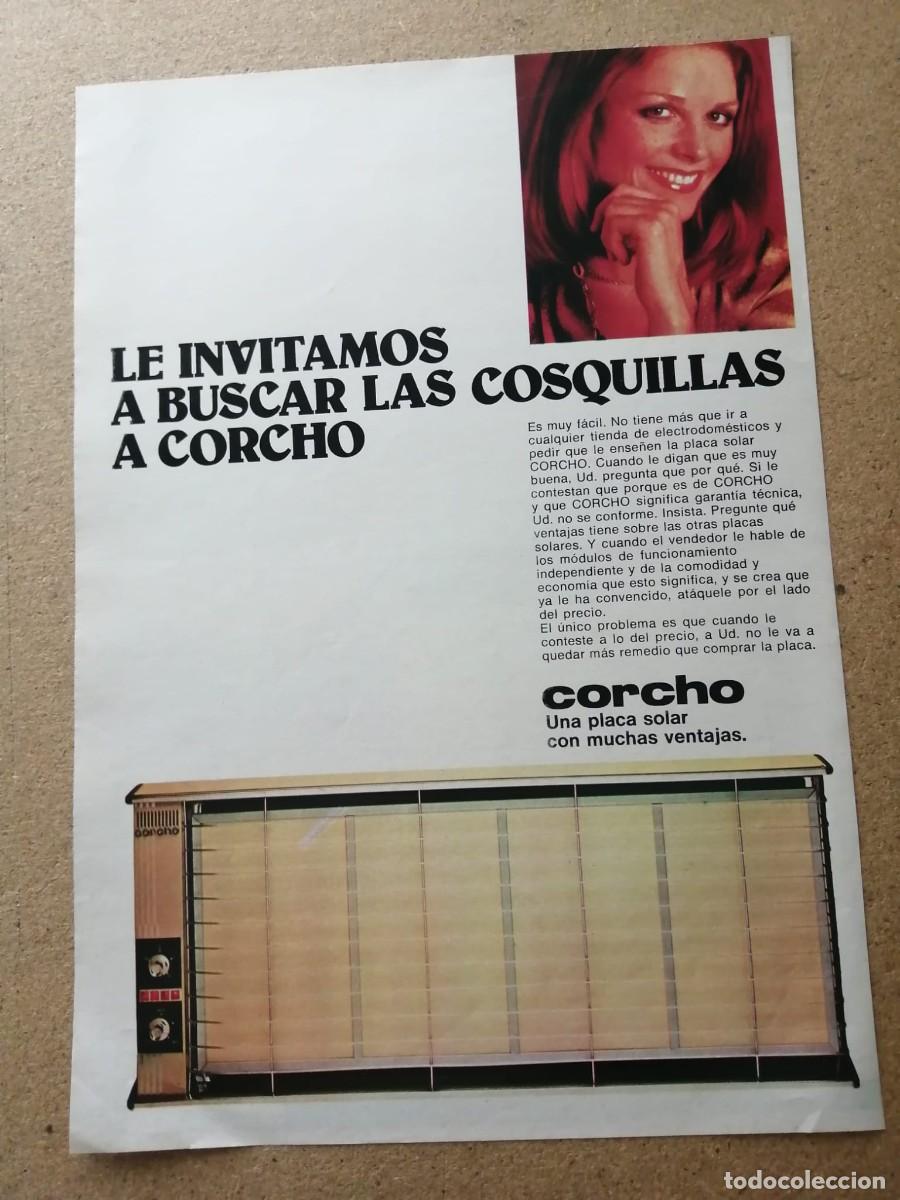 LE INVITAMOS
A BUSCAR LAS COSQUILLAS
A CORCHO
Es muy fácil. No tiene más que ir a
cualquier tienda de electrodomésticos y
pedir que le enseñen la placa solar
CORCHO. Cuando le digan que es muy
buena, Ud. pregunta que por qué. Si le
contestan que porque es de CORCHO
y que CORCHO significa garantía técnica,
Ud. no se conforme. Insista. Pregunte qué
ventajas tiene sobre las otras placas
solares. Y cuando el vendedor le hable de
los módulos de funcionamiento
independiente y de la comodidad y
economía que esto significa, y se crea que
ya le ha convencido, atáquele por el lado
del precio.
El único problema es que cuando le
conteste a lo del precio, a Ud. no le va a
quedar más remedio que comprar la placa.
corcho
Una placa solar
con muchas ventajas.
corcho
todocoleccion